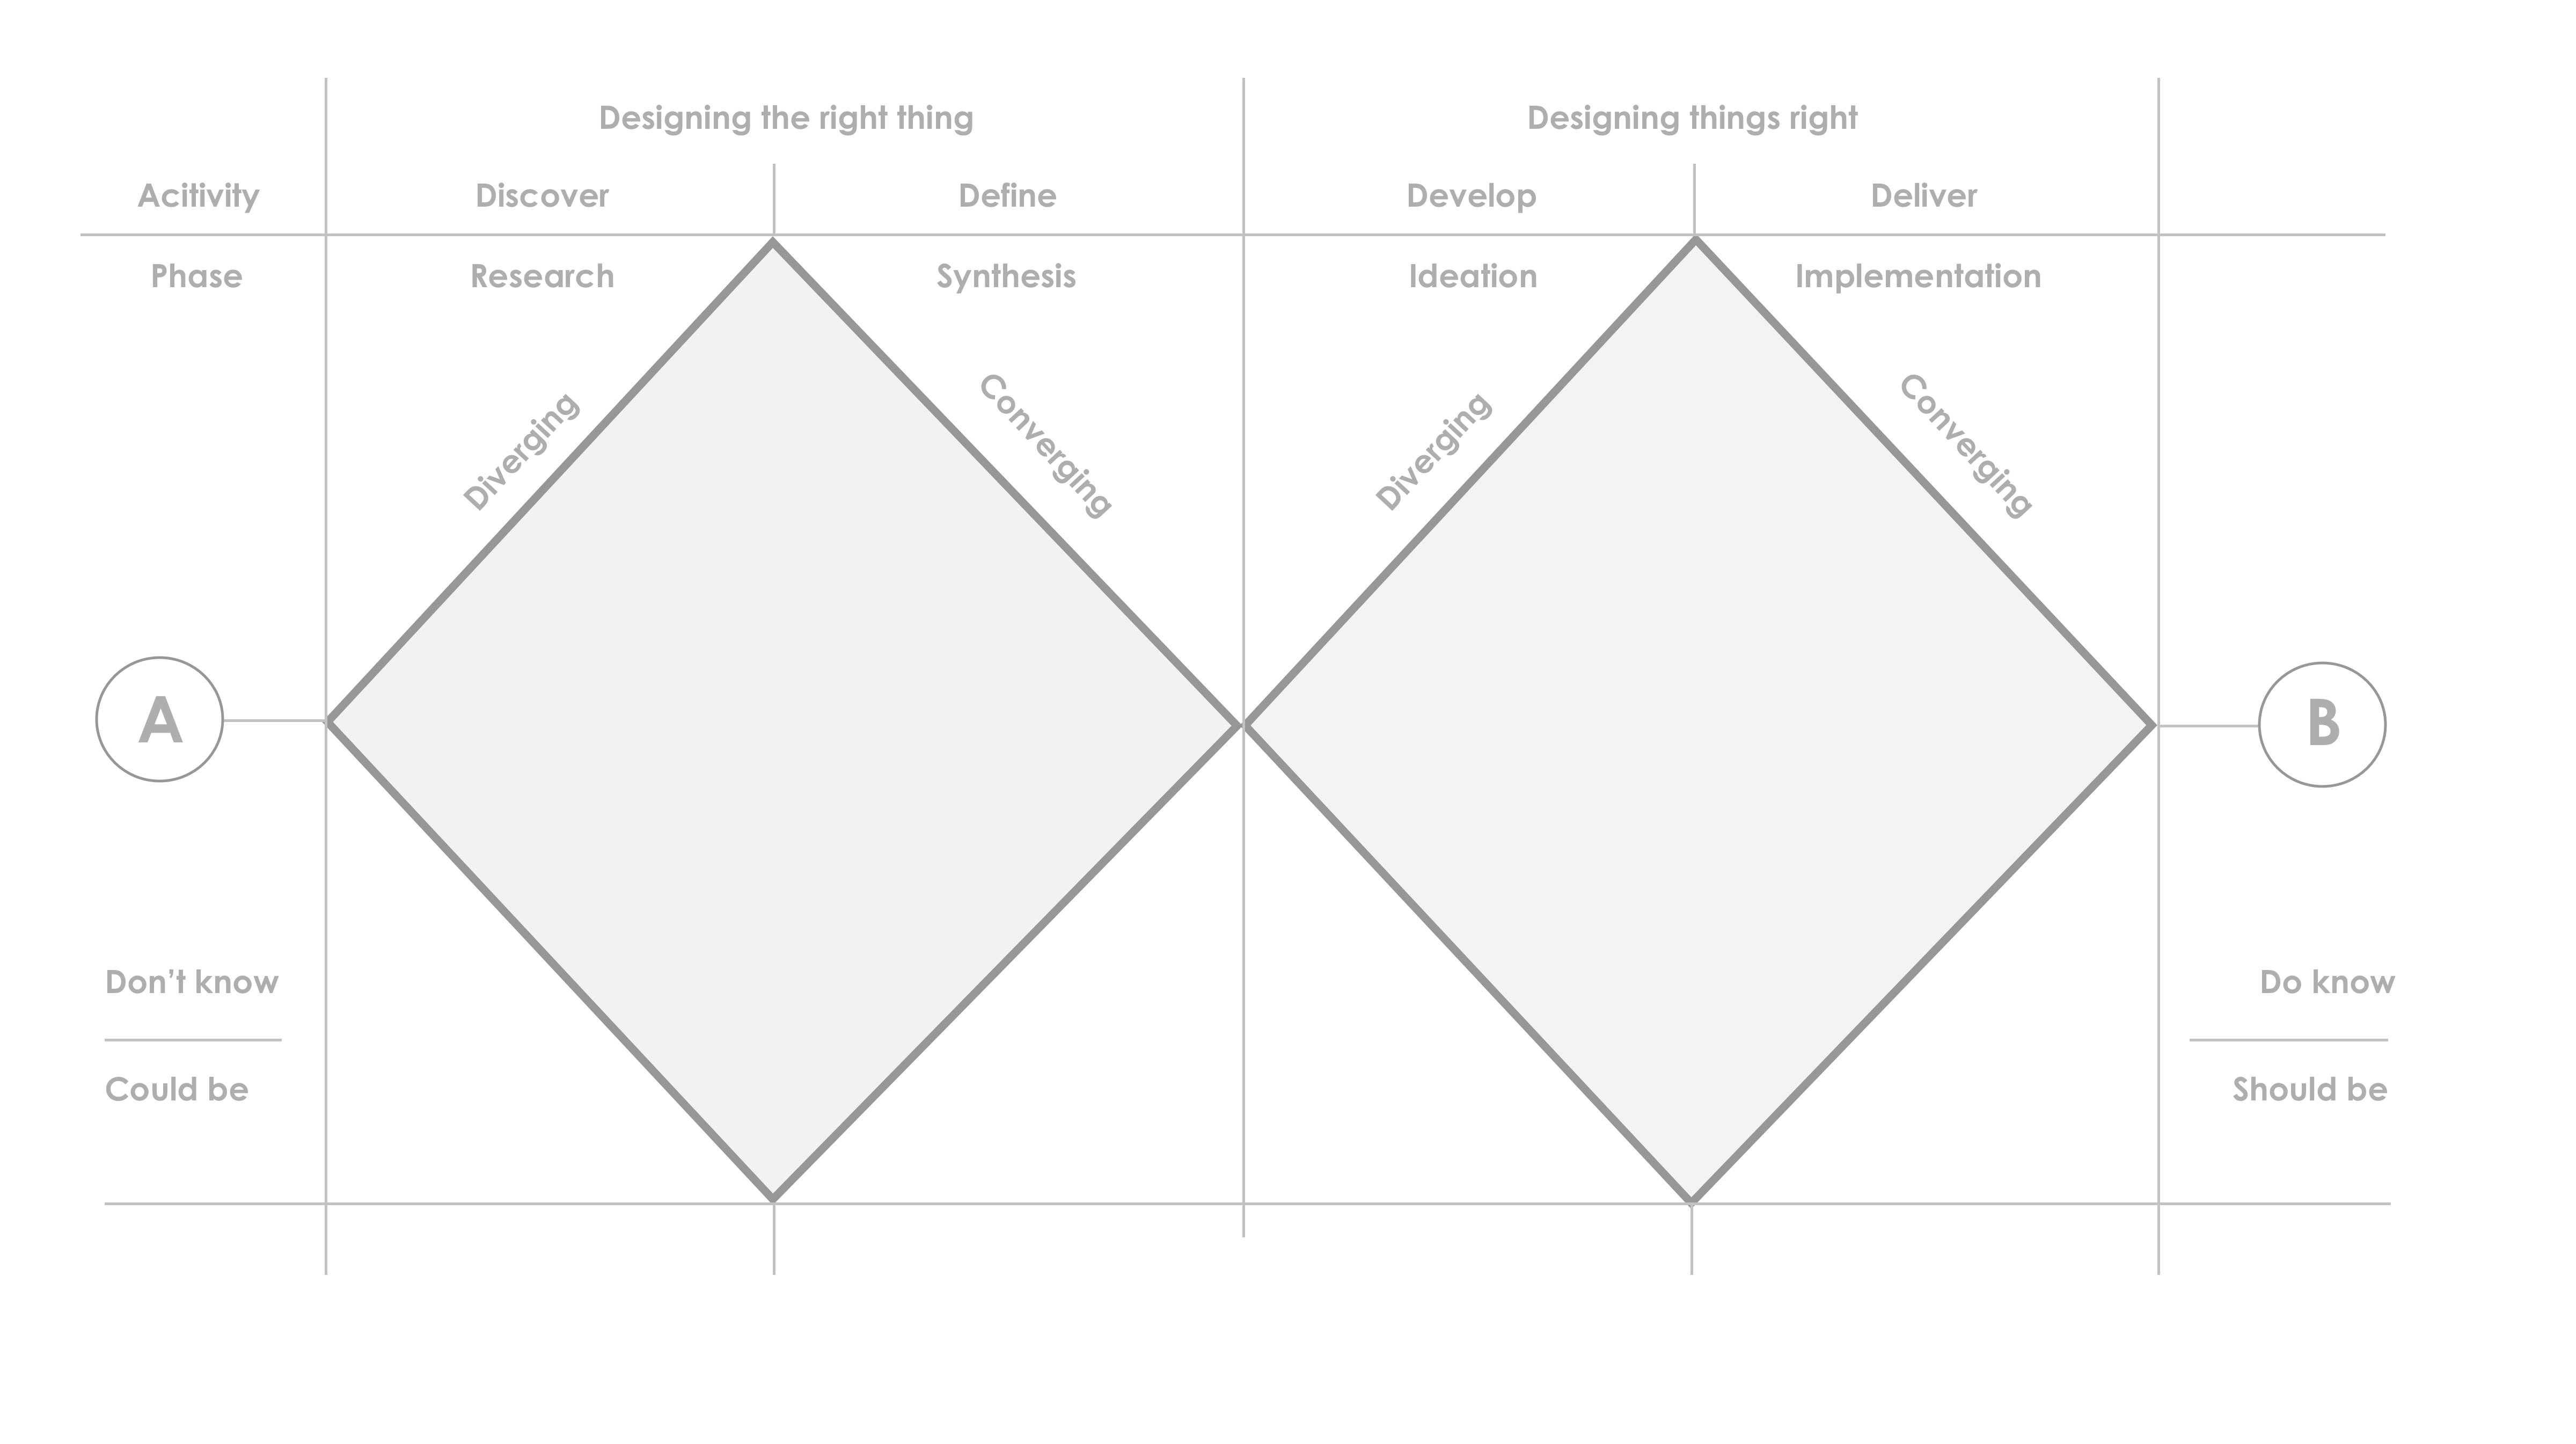 Designing the right thing
Designing things right
Acitivity
Discover
Define
Develop
Deliver
Phase
Research
Synthesis
Ideation
Implementation
Diverging
Converging
Diverging
Converging
A
B
Don’t know
Do know
Could be
Should be